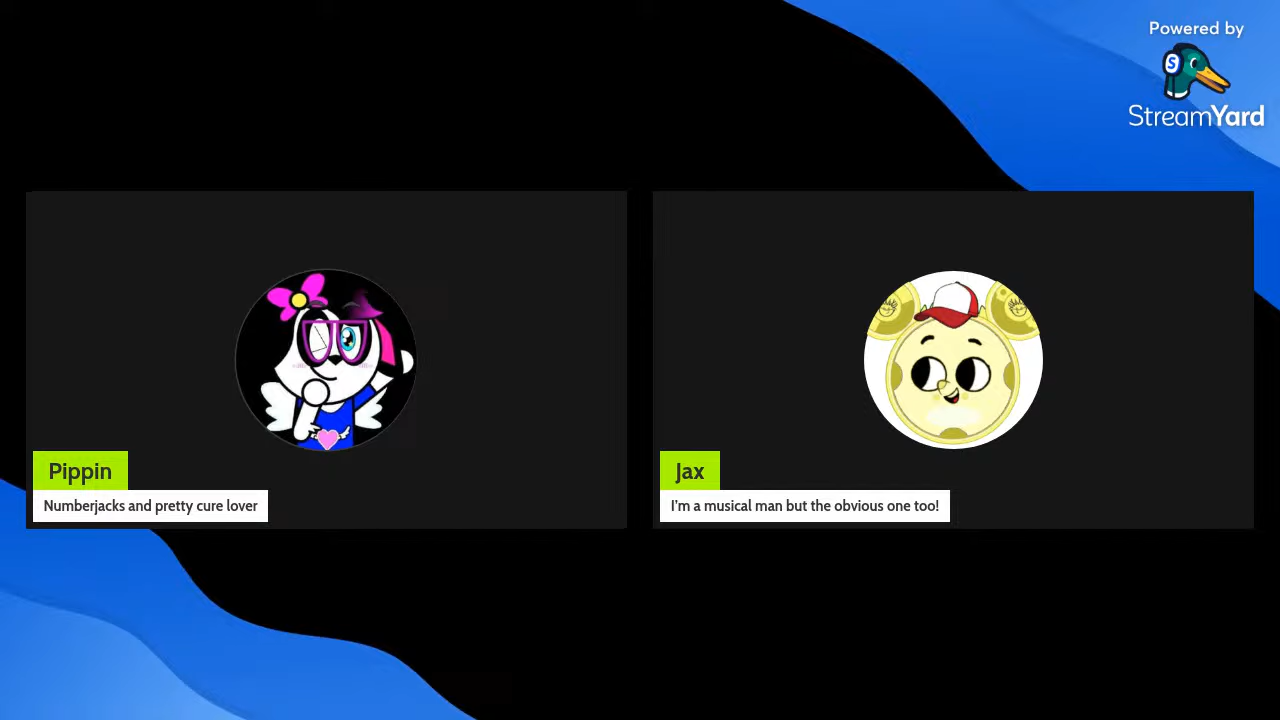 Powered by
S
StreamYard
Pippin
Numberjacks and pretty cure lover
Jax
I'm a musical man but the obvious one too!